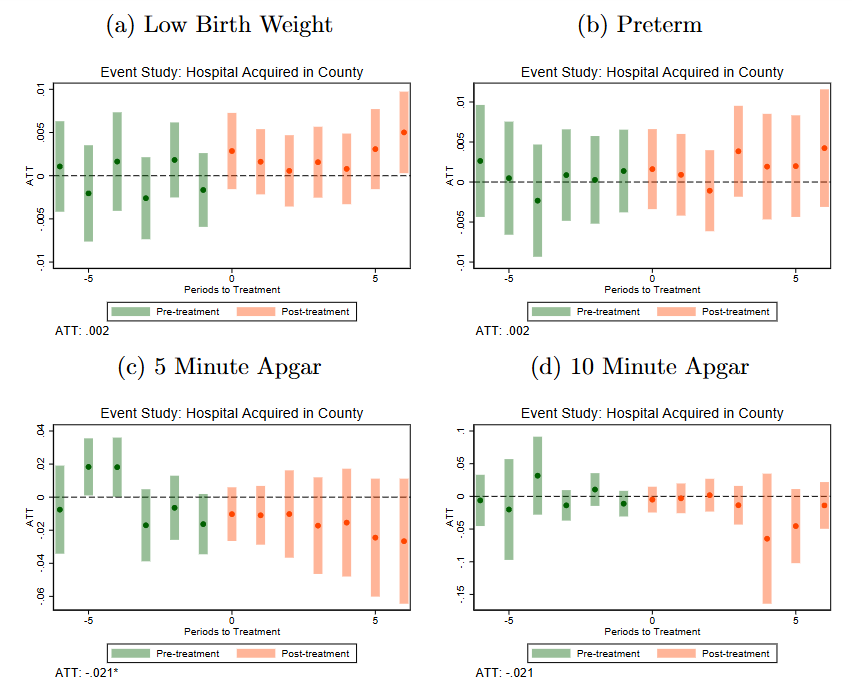 (a) Low Birth Weight
Event Study: Hospital Acquired in County
ATT
.01
.005
0
-.005
-.01
-5 0 5
Periods to Treatment
Pre-treatment Post-treatment
ATT: .002
(b) Preterm
Event Study: Hospital Acquired in County
ATT
.01
.005
0
-.005
-.01
-5 0 5
Periods to Treatment
Pre-treatment Post-treatment
ATT: .002
(c) 5 Minute Apgar
Event Study: Hospital Acquired in County
ATT
.04
.02
0
-.02
-.04
-.06
-5 0 5
Periods to Treatment
Pre-treatment Post-treatment
ATT: -.021*
(d) 10 Minute Apgar
Event Study: Hospital Acquired in County
ATT
.1
.05
0
-.05
-.1
-.15
-5 0 5
Periods to Treatment
Pre-treatment Post-treatment
ATT: -.021